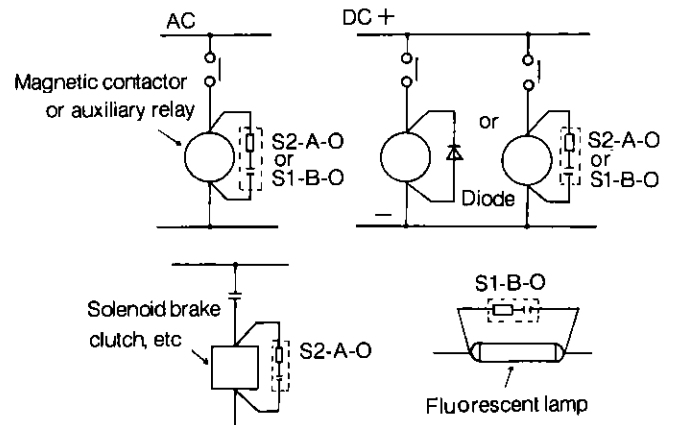 AC
DC +
Magnetic contactor
or auxiliary relay
S2-A-O
or
S1-B-O
or
S2-A-O
or
S1-B-O
Diode
−
Solenoid brake
clutch, etc
S2-A-O
S1-B-O
Fluorescent lamp